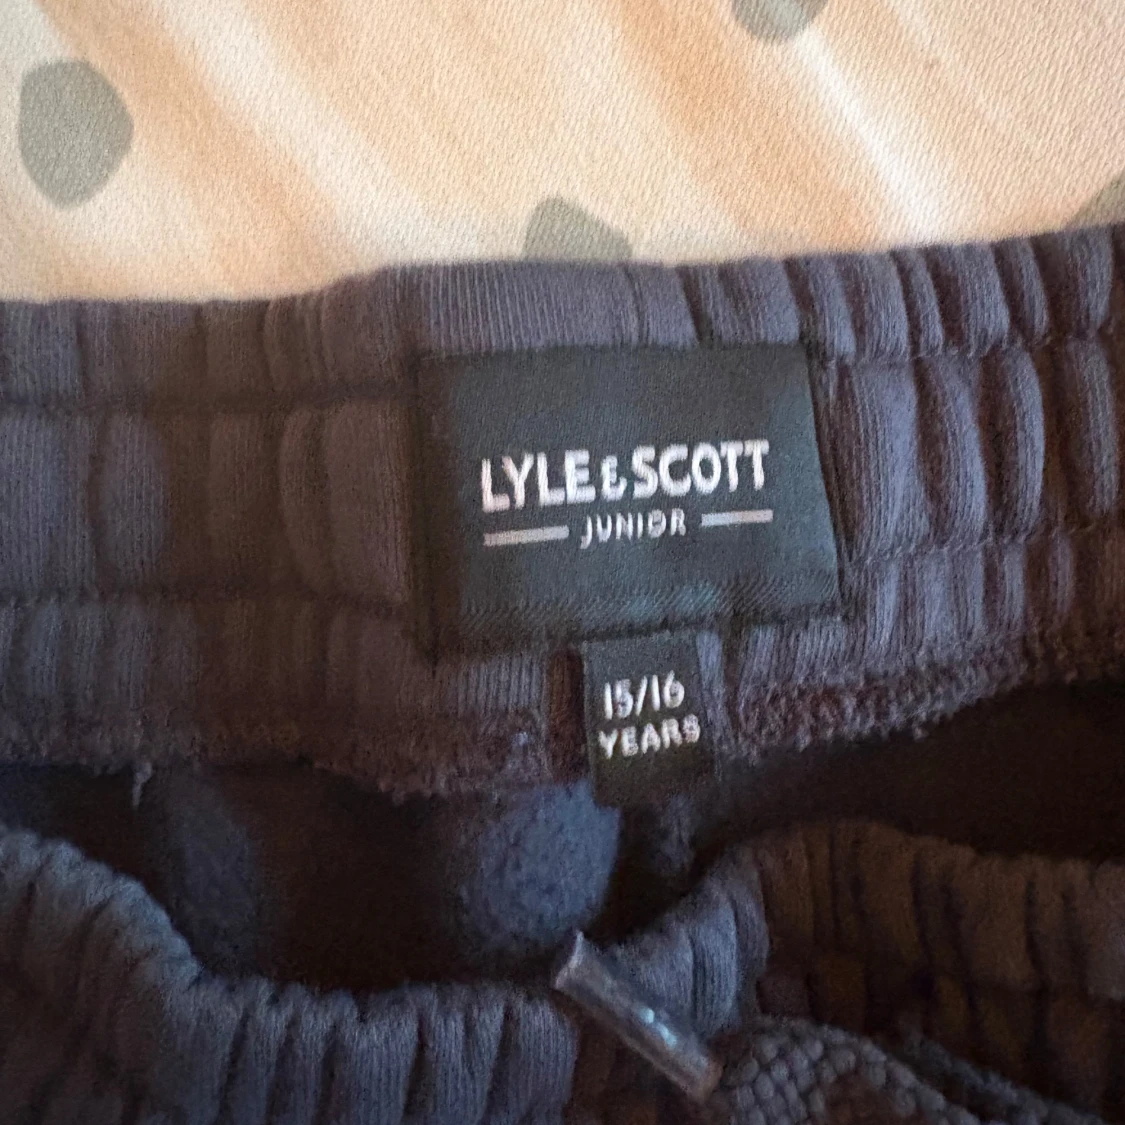 LYLE & SCOTT
JUNIOR
15/16
YEARS